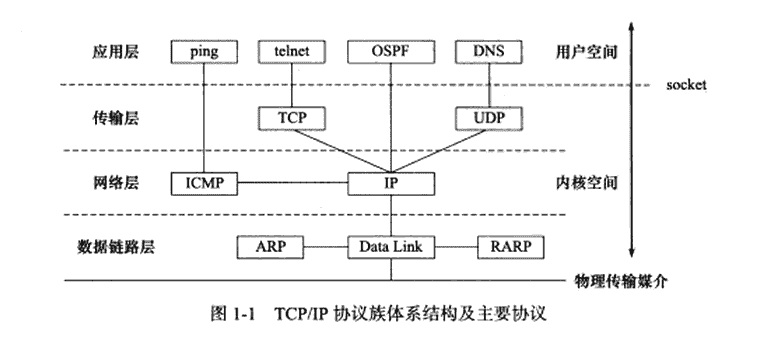 应用层 ping telnet OSPF DNS 用户空间
socket
传输层 TCP UDP
网络层 ICMP IP 内核空间
数据链路层 ARP Data Link RARP
物理传输媒介
图 1-1 TCP/IP 协议族体系结构及主要协议